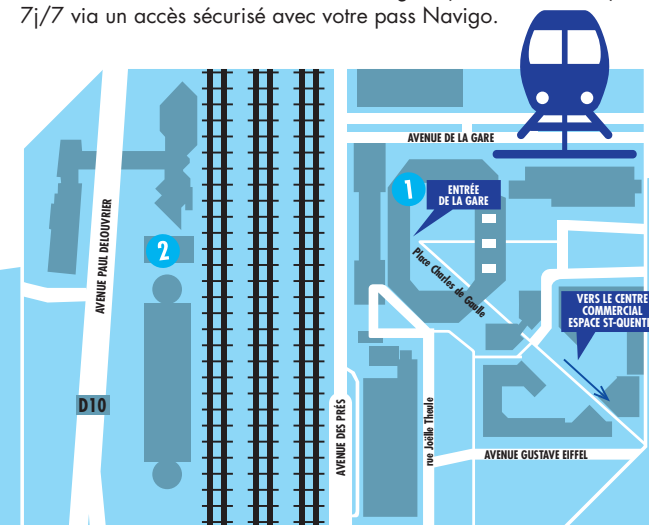 7j/7 via un accès sécurisé avec votre pass Navigo.
AVENUE DE LA GARE
1
ENTRÉE
DE LA GARE
AVENUE PAUL DELOUVRIER
2
Place Charles de Gaulle
VERS LE CENTRE
COMMERCIAL
ESPACE ST-QUENT
D10
AVENUE DES PRÉS
rue Joëlle Theule
AVENUE GUSTAVE EIFFEL